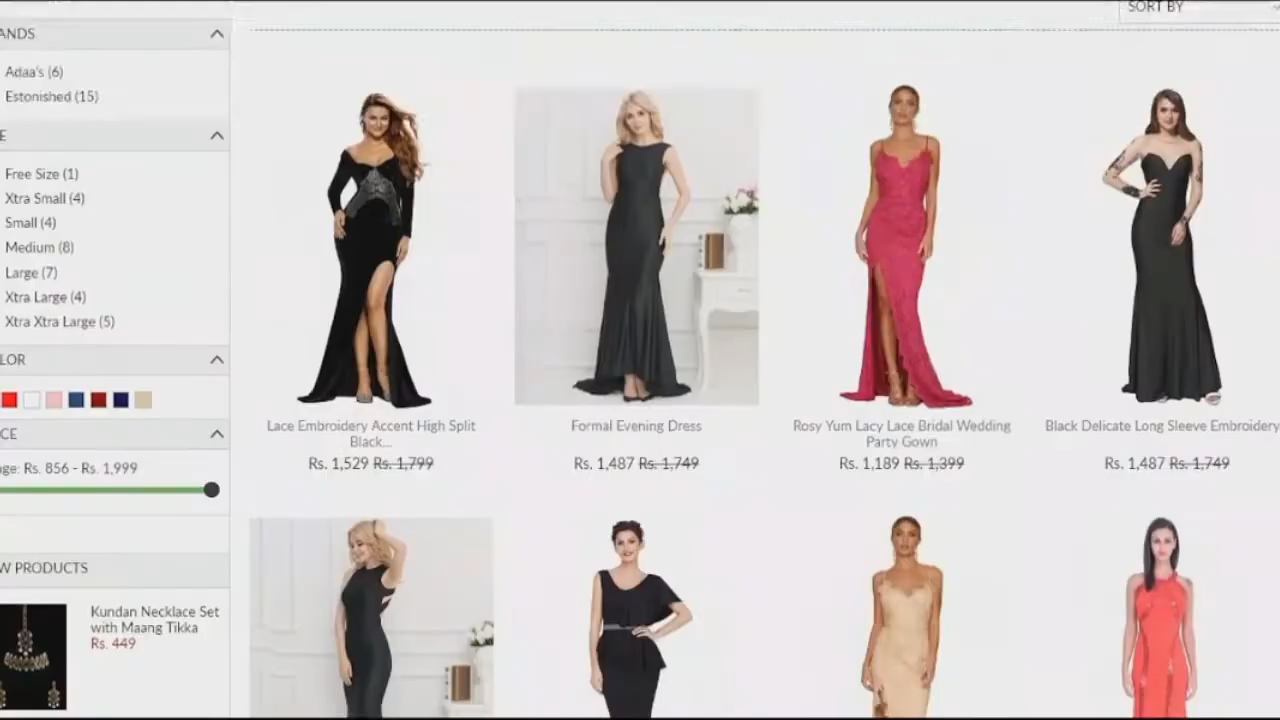 SORT BY
ANDS
Adaa's (6)
Estonished (15)
E
Free Size (1)
Xtra Small (4)
Small (4)
Medium (8)
Large (7)
Xtra Large (4)
Xtra Xtra Large (5)
LOR
CE
age: Rs. 856 - Rs. 1,999
W PRODUCTS
Kundan Necklace Set
with Maang Tikka
Rs. 449
Lace Embroidery Accent High Split
Black...
Rs. 1,529 Rs. 1,799
Formal Evening Dress
Rs. 1,487 Rs. 1,749
Rosy Yum Lacy Lace Bridal Wedding
Party Gown
Rs. 1,189 Rs. 1,399
Black Delicate Long Sleeve Embroidery
Rs. 1,487 Rs. 1,749